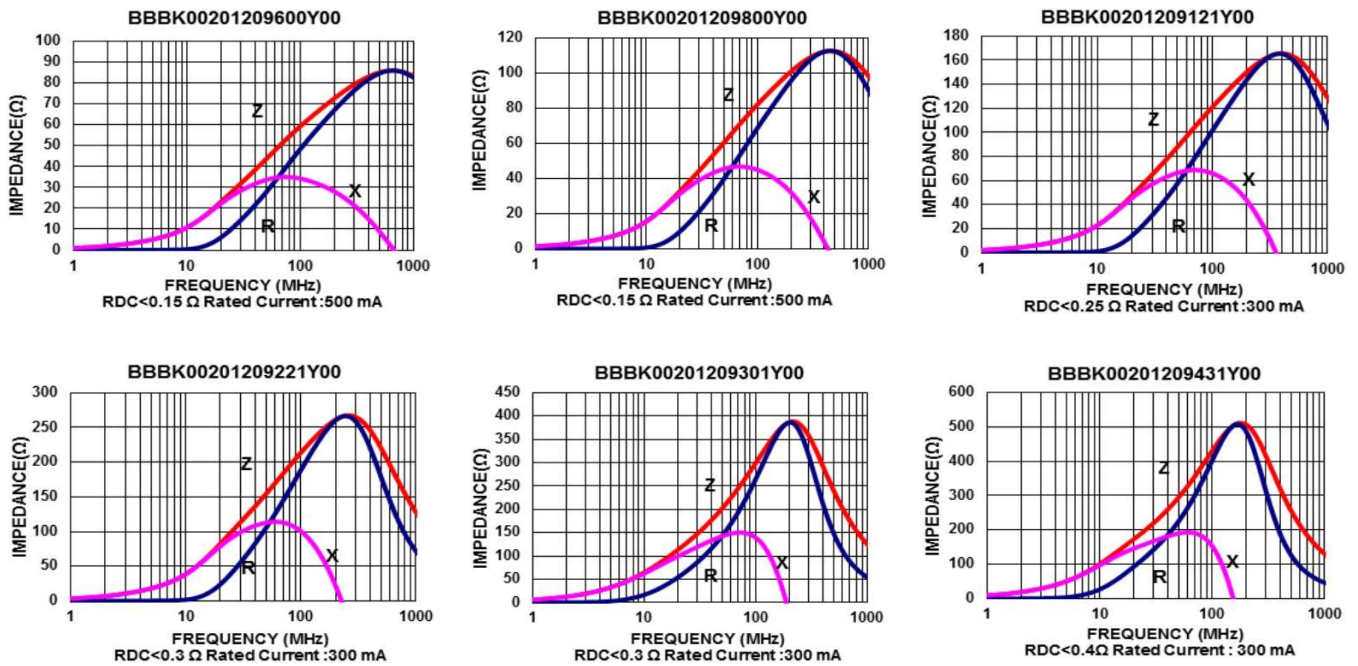 BBBK00201209600Y00
IMPEDANCE(Ω)
100
90
80
70
60
50
40
30
20
10
0
Z
X
R
1 10 100 1000
FREQUENCY (MHz)
RDC<0.15 Ω Rated Current :500 mA
BBBK00201209800Y00
IMPEDANCE(Ω)
120
100
80
60
40
20
0
Z
X
R
1 10 100 1000
FREQUENCY (MHz)
RDC<0.15 Ω Rated Current :500 mA
BBBK00201209121Y00
IMPEDANCE(Ω)
180
160
140
120
100
80
60
40
20
0
Z
X
R
1 10 100 1000
FREQUENCY (MHz)
RDC<0.25 Ω Rated Current :300 mA
BBBK00201209221Y00
IMPEDANCE(Ω)
300
250
200
150
100
50
0
Z
X
R
1 10 100 1000
FREQUENCY (MHz)
RDC<0.3 Ω Rated Current :300 mA
BBBK00201209301Y00
IMPEDANCE(Ω)
450
400
350
300
250
200
150
100
50
0
Z
X
R
1 10 100 1000
FREQUENCY (MHz)
RDC<0.3 Ω Rated Current :300 mA
BBBK00201209431Y00
IMPEDANCE(Ω)
600
500
400
300
200
100
0
Z
X
R
1 10 100 1000
FREQUENCY (MHz)
RDC<0.4Ω Rated Current : 300 mA